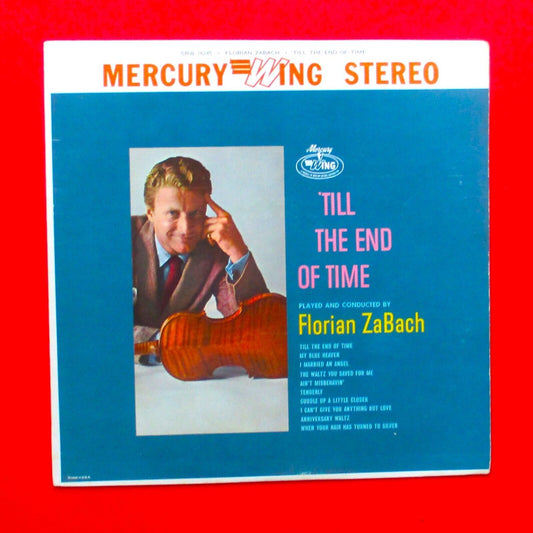 FLORIAN ZABACH • 'TILL THE END OF TIME
MERCURY WING STEREO
Mercury
WING
'TILL
THE END
OF TIME
PLAYED AND CONDUCTED BY
Florian ZaBach
TILL THE END OF TIME
MY BLUE HEAVEN
I MARRIED AN ANGEL
THE WALTZ YOU SAVED FOR ME
AIN'T MISBEHAVIN'
TENDERLY
CUDDLE UP A LITTLE CLOSER
I CAN'T GIVE YOU ANYTHING BUT LOVE
ANNIVERSARY WALTZ
WHEN YOUR HAIR HAS TURNED TO SILVER